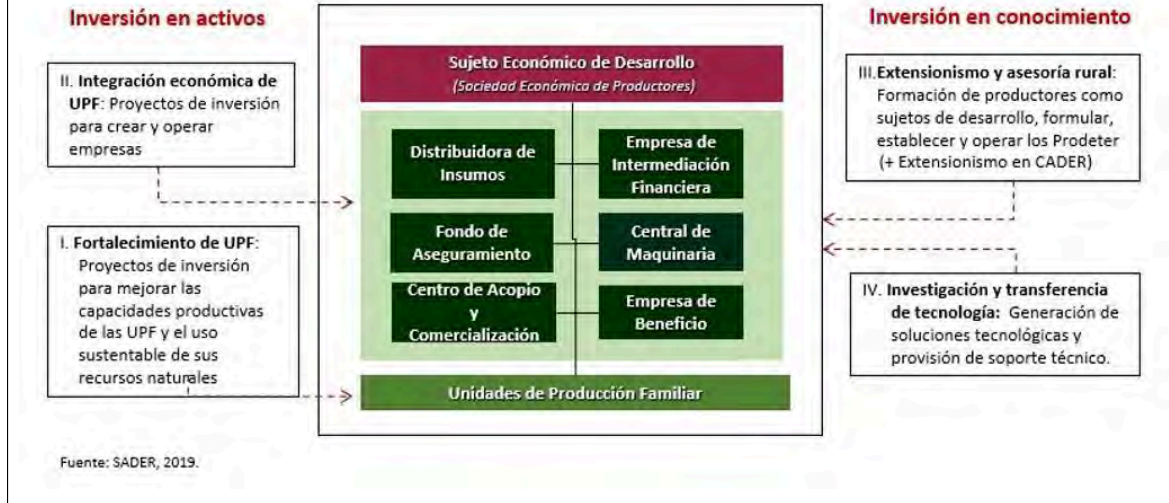 Inversión en activos
Inversión en conocimiento
II. Integración económica de
UPF: Proyectos de inversión
para crear y operar
empresas
I. Fortalecimiento de UPF:
Proyectos de inversión
para mejorar las
capacidades productivas
de las UPF y el uso
sustentable de sus
recursos naturales
Sujeto Económico de Desarrollo
(Sociedad Económica de Productores)
Distribuidora de
Insumos
Empresa de
Intermediación
Financiera
Fondo de
Aseguramiento
Central de
Maquinaria
Centro de Acopio
y
Comercialización
Empresa de
Beneficio
Unidades de Producción Familiar
III.Extensionismo y asesoría rural:
Formación de productores como
sujetos de desarrollo, formular,
establecer y operar los Prodeter
(+ Extensionismo en CADER)
IV. Investigación y transferencia
de tecnología: Generación de
soluciones tecnológicas y
provisión de soporte técnico.
Fuente: SADER, 2019.